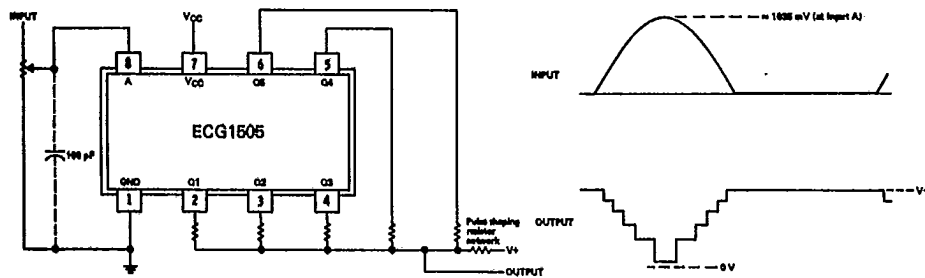 INPUT
VCC
8
7
6
5
A
VCC
Q5
Q4
ECG1505
100 pF
GND
Q1
Q2
Q3
1
2
3
4
Pulse shaping
resistor
network
V+
OUTPUT
≈ 1635 mV (at Input A)
INPUT
V+
OUTPUT
0 V